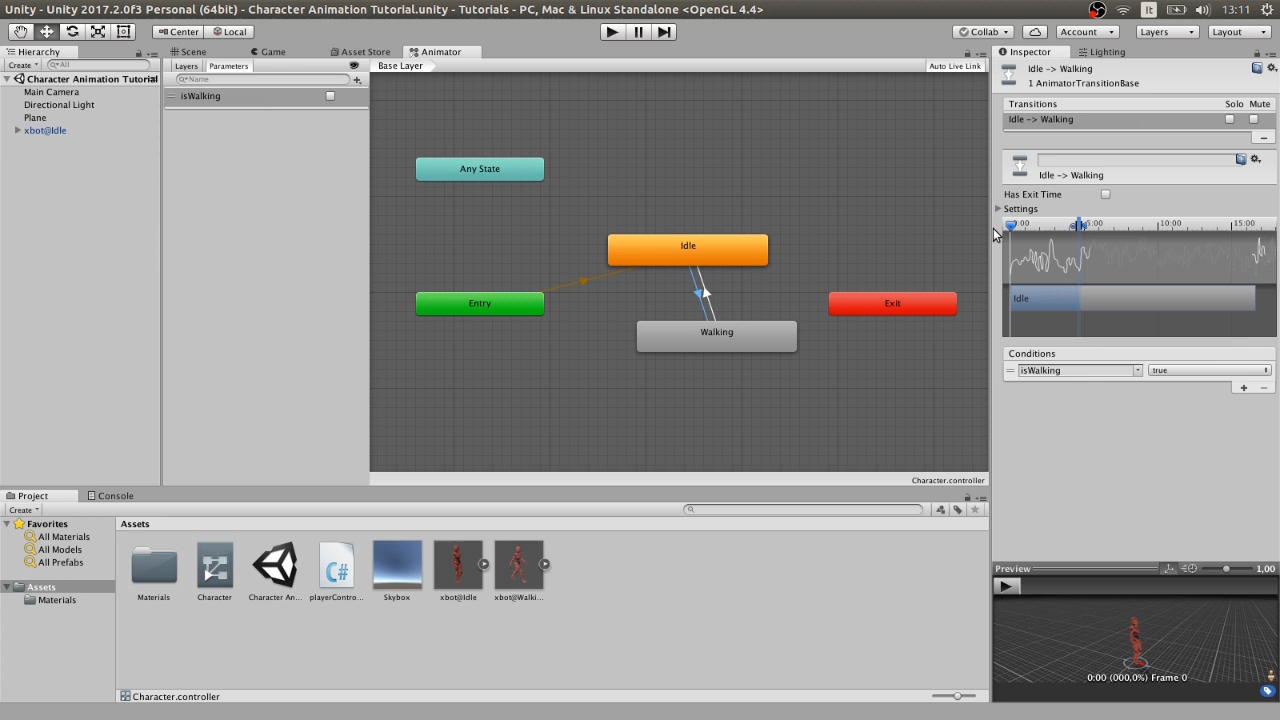 Unity - Unity 2017.2.0f3 Personal (64bit) - Character Animation Tutorial.unity - Tutorials - PC, Mac & Linux Standalone <OpenGL 4.4>
lt
13:11
Center Local
Collab Account Layers Layout
Hierarchy
Create All
Character Animation Tutorial
Main Camera
Directional Light
Plane
xbot@Idle
Scene Game Asset Store Animator
Layers Parameters
Base Layer
Auto Live Link
Name
isWalking
Any State
Idle
Entry
Exit
Walking
Character.controller
Inspector Lighting
Idle -> Walking
1 AnimatorTransitionBase
Transitions Solo Mute
Idle -> Walking
Idle -> Walking
Has Exit Time
Settings
10:00 15:00
Idle
Conditions
isWalking true
Project Console
Create
Favorites
All Materials
All Models
All Prefabs
Assets
Materials
Assets
C#
Materials Character Character An... playerContro... Skybox xbot@Idle xbot@Walki...
Character.controller
Preview 1,00
0:00 (000,0%) Frame 0